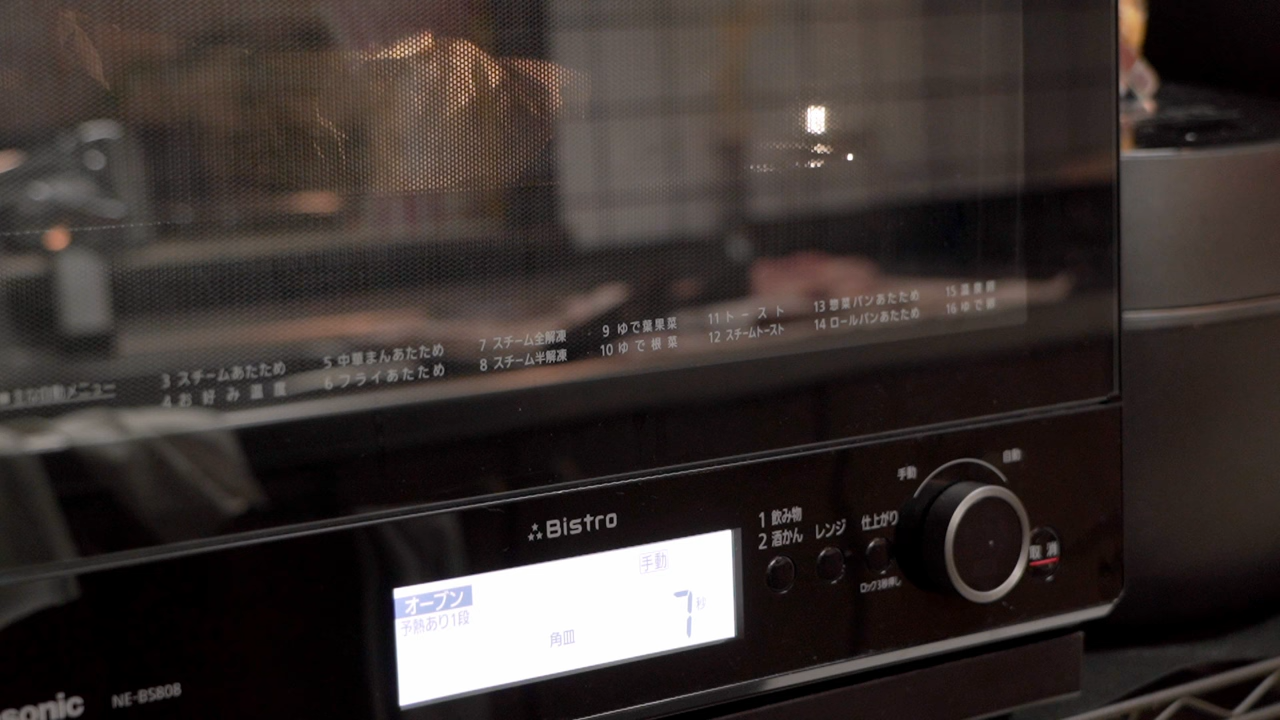 3 スチームあたため
4 お好み温度
5 中華まんあたため
6 フライあたため
7 スチーム全解凍
8 スチーム半解凍
9 ゆで葉果菜
10 ゆで根菜
11 トースト
12 スチームトースト
13 惣菜パンあたため
14 ロールパンあたため
15 温泉卵
16 ゆで卵
Bistro
手動
自動
1 飲み物
2 酒かん
レンジ
仕上がり
ロック3秒押し
取消
手動
オーブン
予熱あり1段
7秒
角皿
sonic
NE-BS808